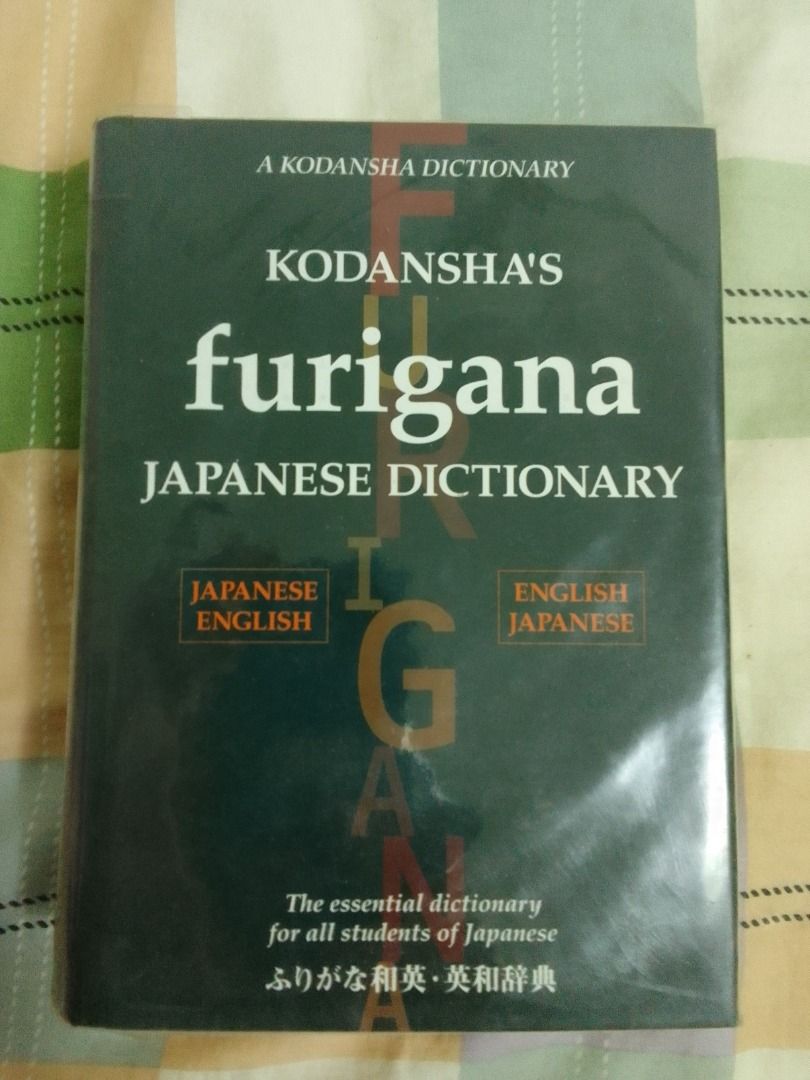 A KODANSHA DICTIONARY
KODANSHA'S
furigana
JAPANESE DICTIONARY
JAPANESE
ENGLISH
ENGLISH
JAPANESE
F
U
R
I
G
A
N
A
The essential dictionary
for all students of Japanese
ふりがな和英・英和辞典